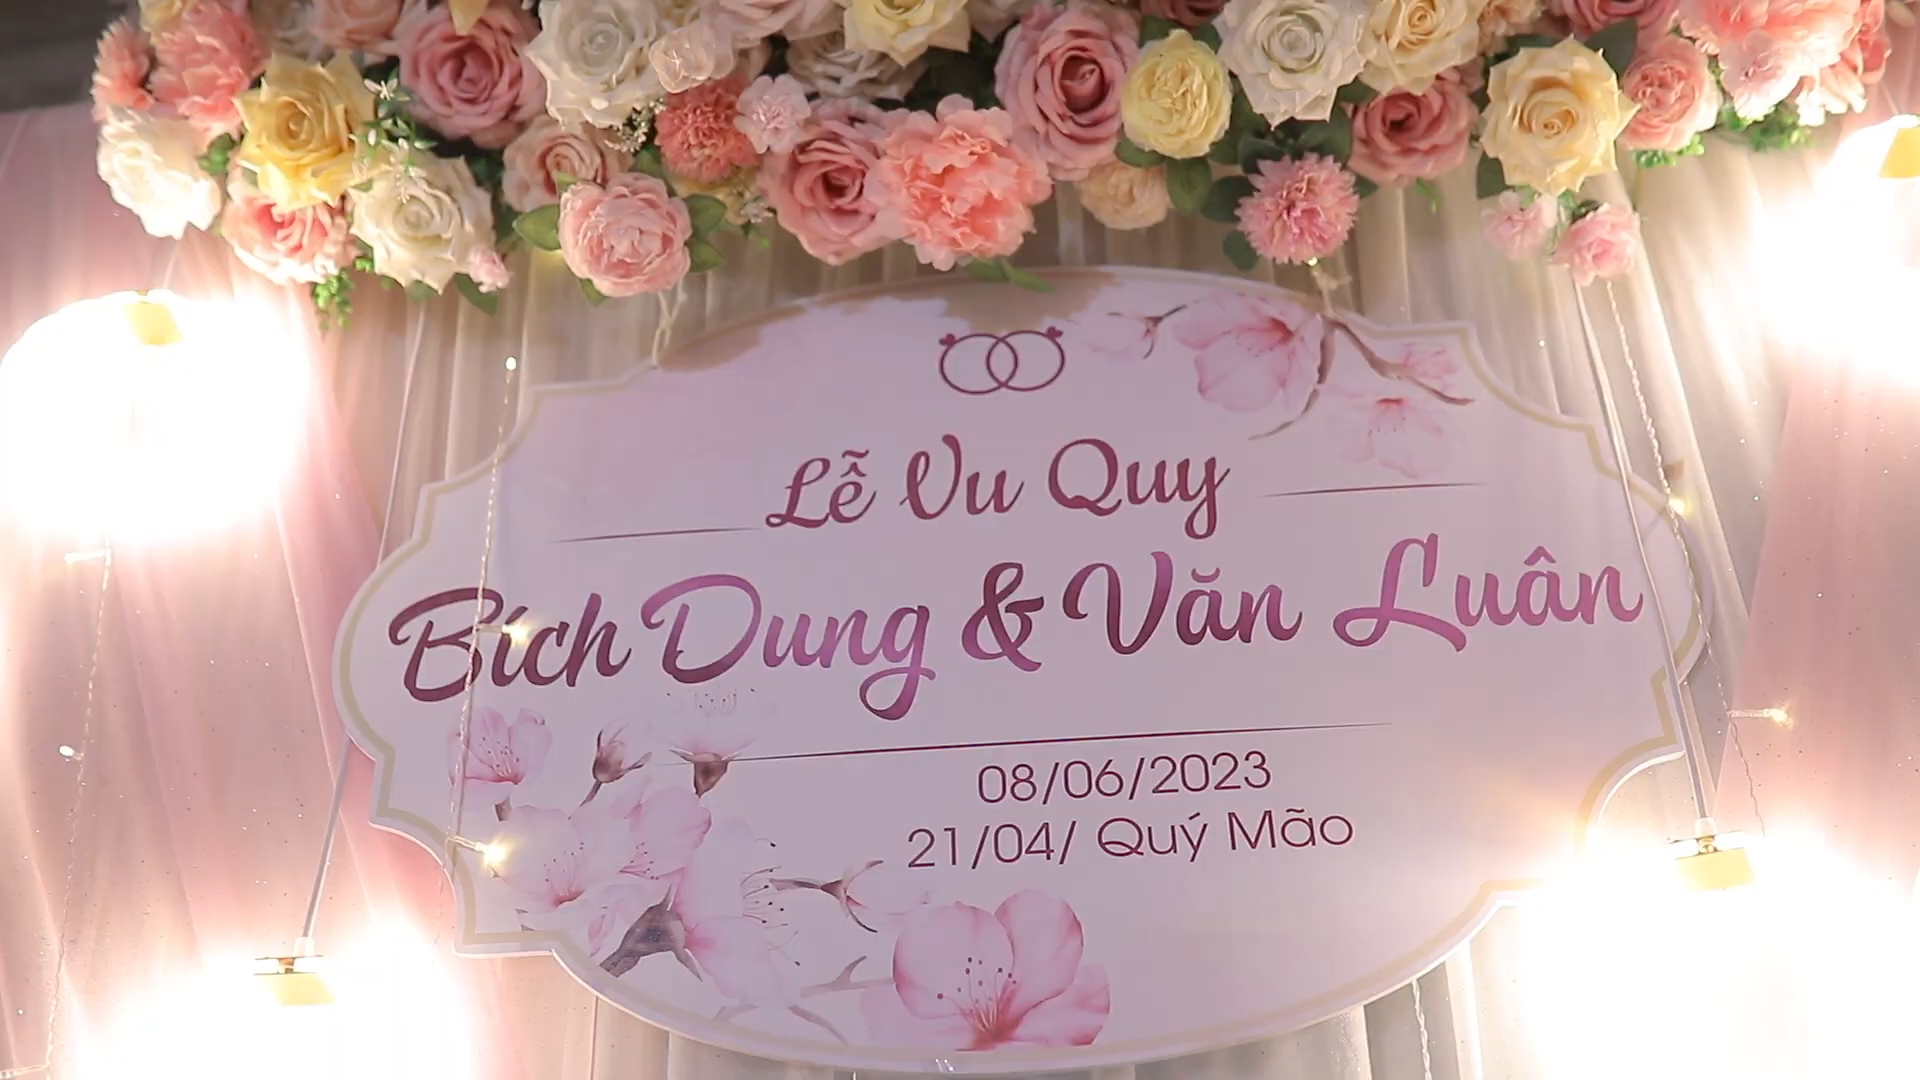 Lễ Vu Quy
Bích Dung & Văn Luân
08/06/2023
21/04/ Quý Mão